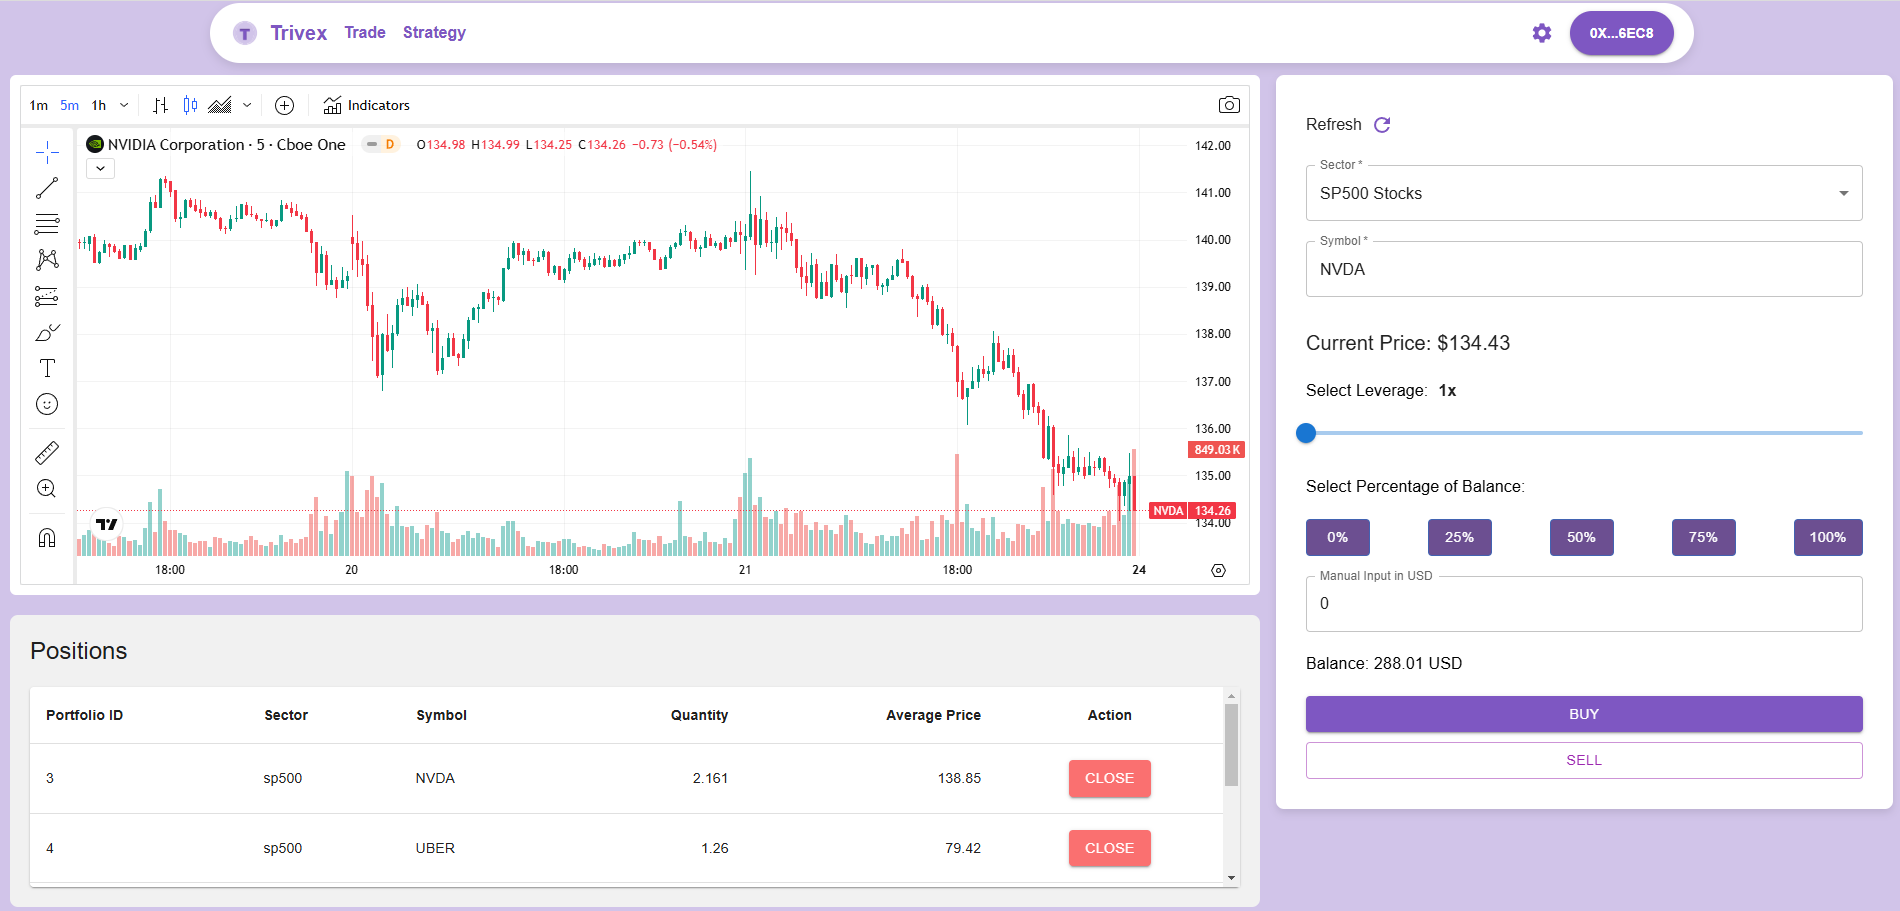 T Trivex Trade Strategy 0X...6EC8
1m 5m 1h Indicators
NVIDIA Corporation · 5 · Cboe One D O134.98 H134.99 L134.25 C134.26 −0.73 (−0.54%)
142.00
141.00
140.00
139.00
138.00
137.00
136.00
849.03 K
135.00
NVDA 134.26
134.00
18:00 20 18:00 21 18:00 24
Refresh
Sector *
SP500 Stocks
Symbol *
NVDA
Current Price: $134.43
Select Leverage: 1x
Select Percentage of Balance:
0% 25% 50% 75% 100%
Manual Input in USD
0
Balance: 288.01 USD
BUY
SELL
Positions
Portfolio ID Sector Symbol Quantity Average Price Action
3 sp500 NVDA 2.161 138.85 CLOSE
4 sp500 UBER 1.26 79.42 CLOSE